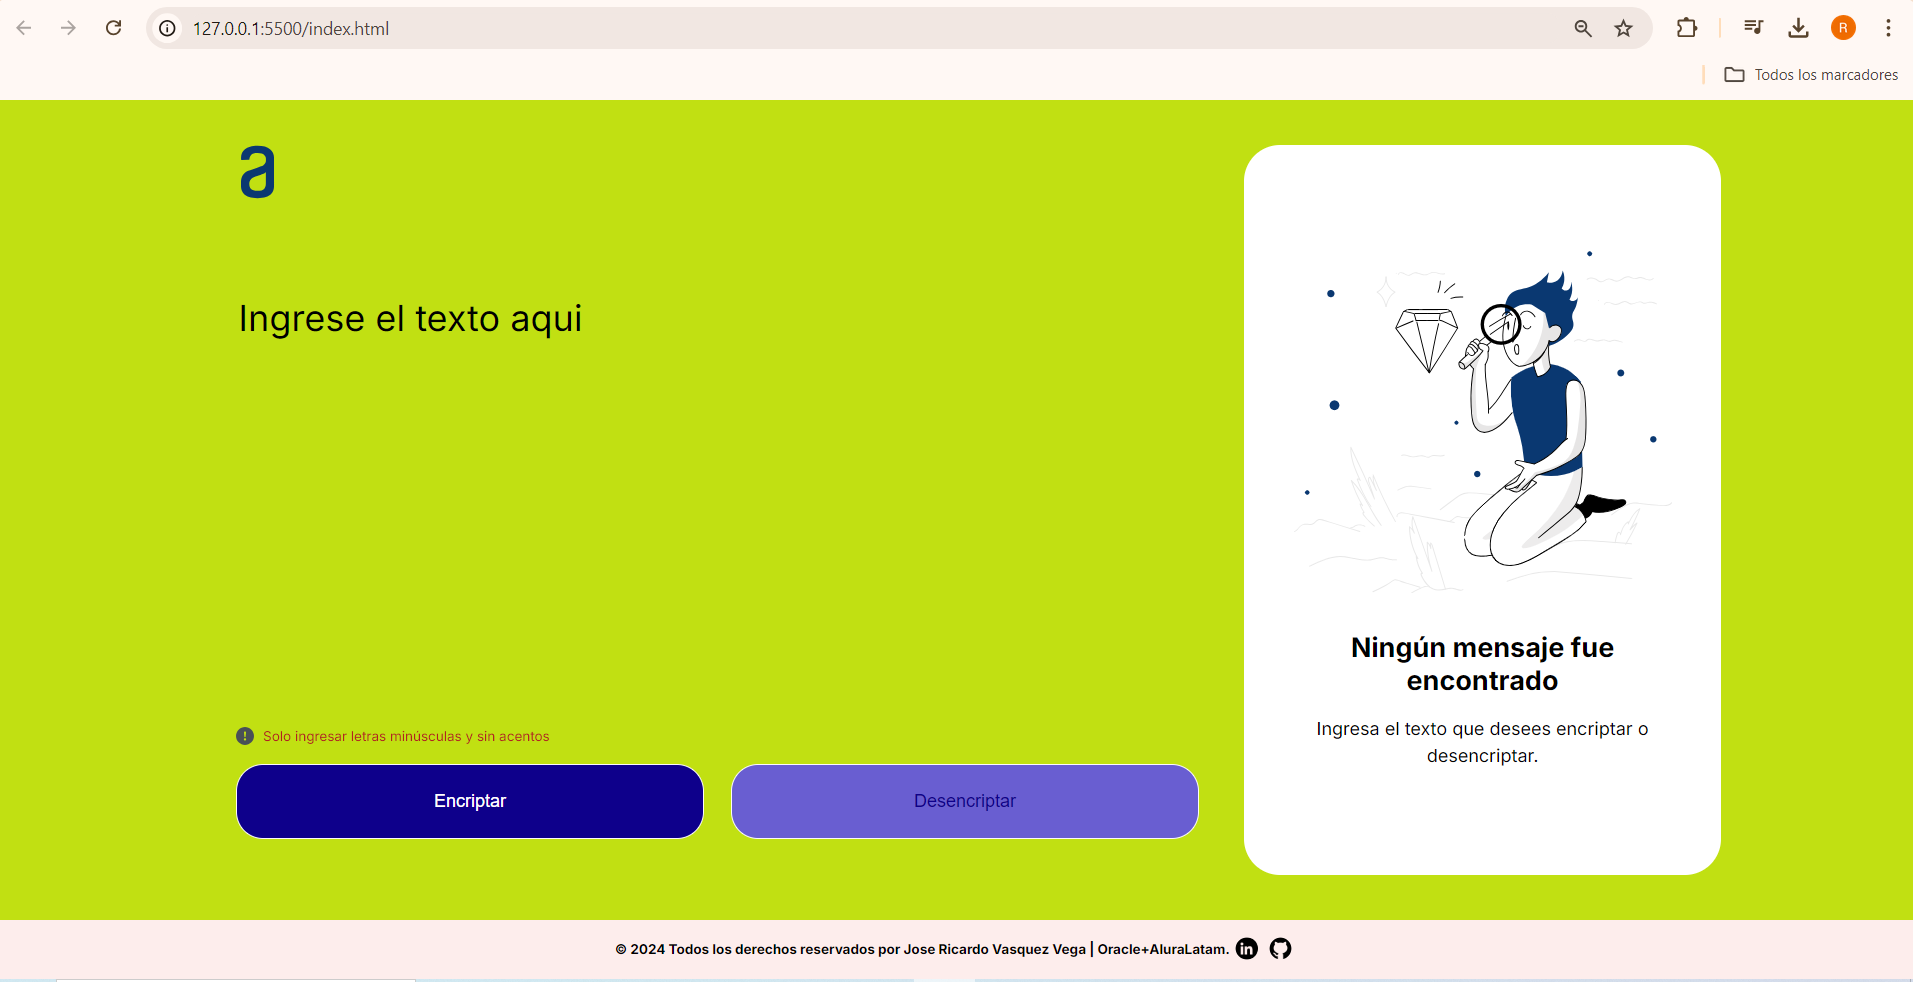 127.0.0.1:5500/index.html
R
Todos los marcadores
a
Ingrese el texto aqui
Solo ingresar letras minúsculas y sin acentos
Encriptar
Desencriptar
Ningún mensaje fue
encontrado
Ingresa el texto que desees encriptar o
desencriptar.
© 2024 Todos los derechos reservados por Jose Ricardo Vasquez Vega | Oracle+AluraLatam.
in